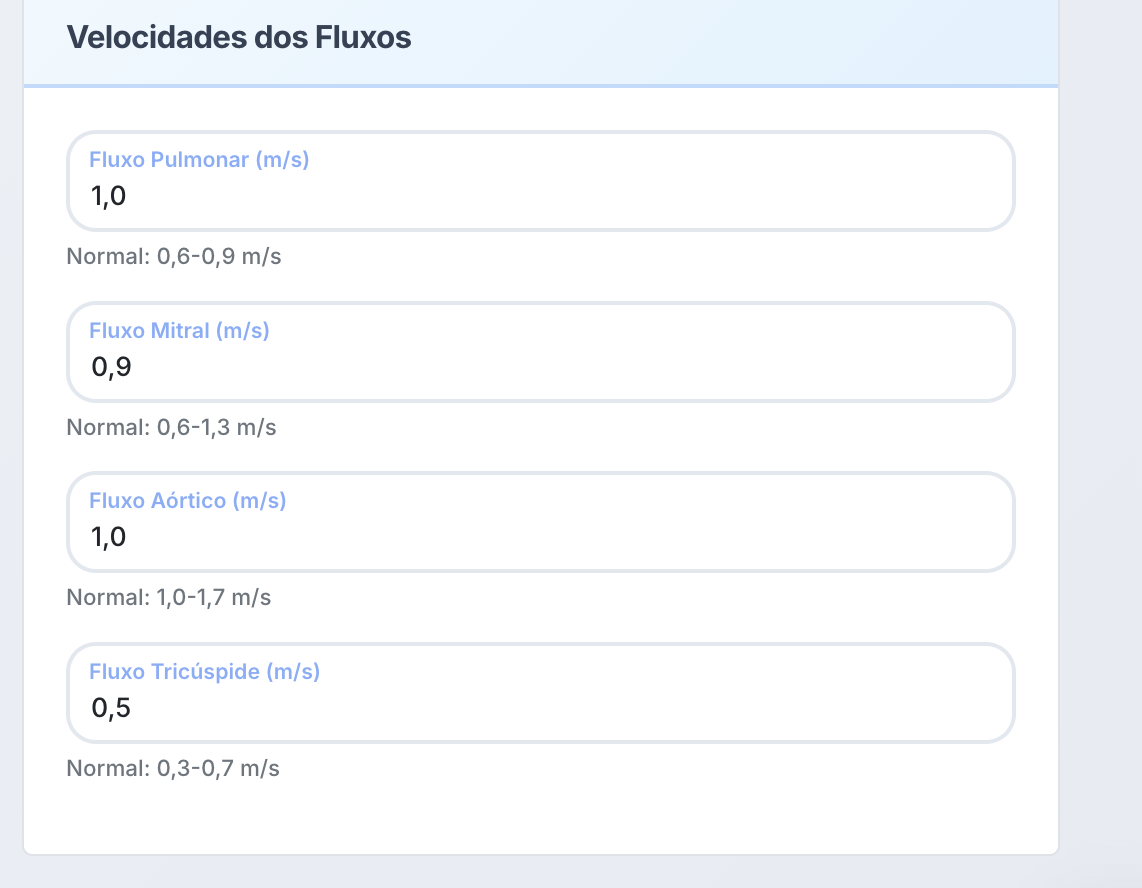 Velocidades dos Fluxos
Fluxo Pulmonar (m/s)
1,0
Normal: 0,6-0,9 m/s
Fluxo Mitral (m/s)
0,9
Normal: 0,6-1,3 m/s
Fluxo Aórtico (m/s)
1,0
Normal: 1,0-1,7 m/s
Fluxo Tricúspide (m/s)
0,5
Normal: 0,3-0,7 m/s